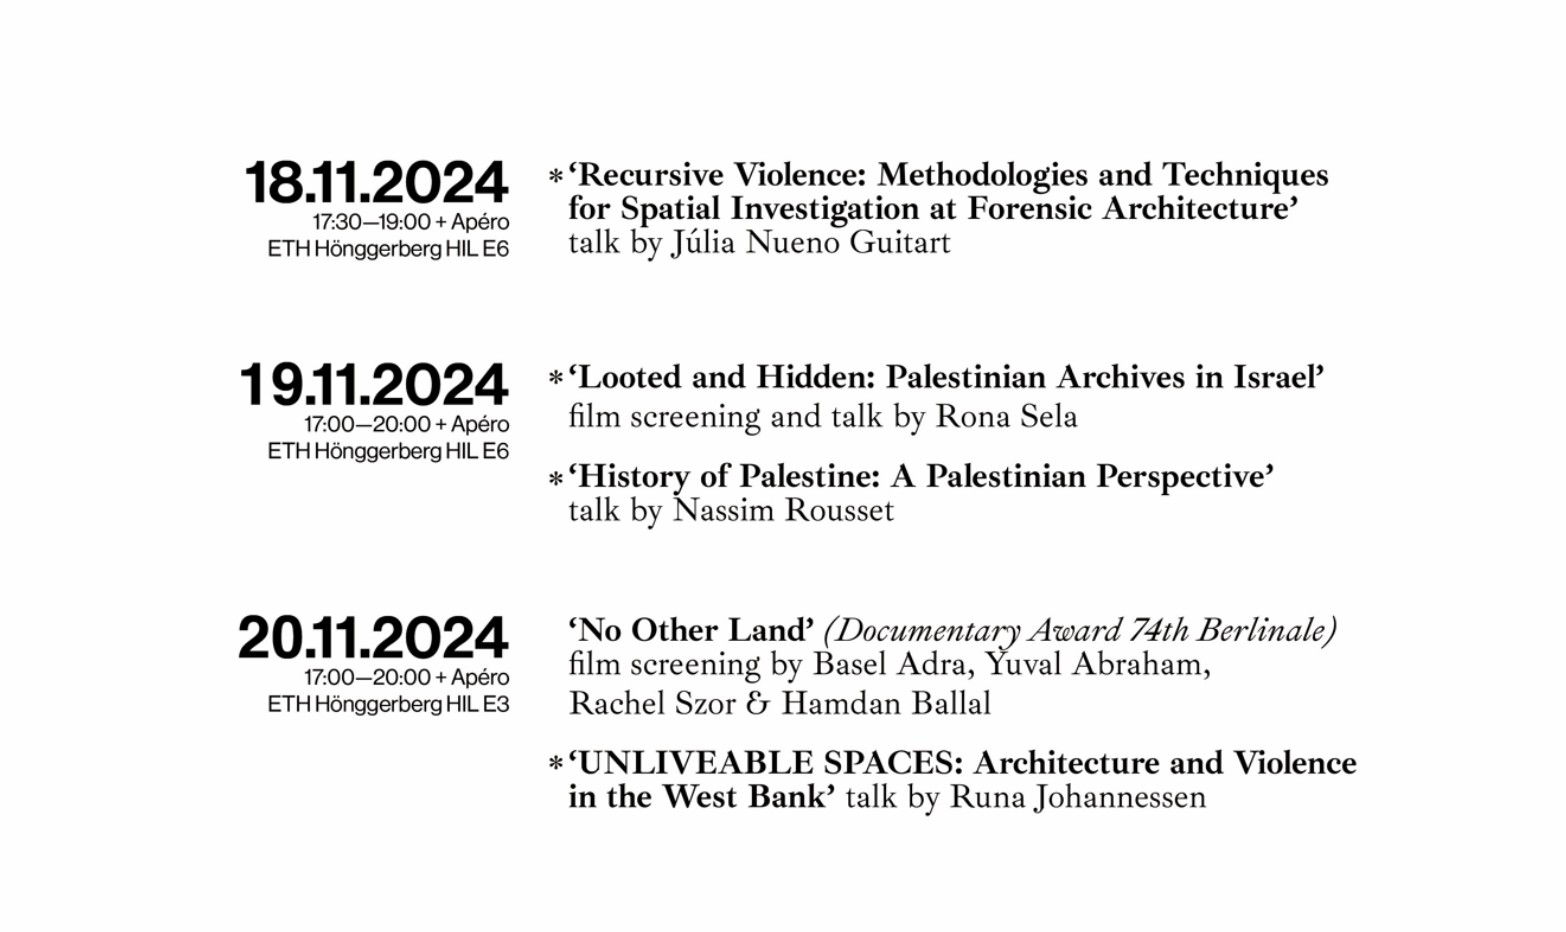 18.11.2024
17:30—19:00 + Apéro
ETH Hönggerberg HIL E6
*‘Recursive Violence: Methodologies and Techniques
for Spatial Investigation at Forensic Architecture’
talk by Júlia Nueno Guitart
19.11.2024
17:00—20:00 + Apéro
ETH Hönggerberg HIL E6
*‘Looted and Hidden: Palestinian Archives in Israel’
film screening and talk by Rona Sela
*‘History of Palestine: A Palestinian Perspective’
talk by Nassim Rousset
20.11.2024
17:00—20:00 + Apéro
ETH Hönggerberg HIL E3
‘No Other Land’ (Documentary Award 74th Berlinale)
film screening by Basel Adra, Yuval Abraham,
Rachel Szor & Hamdan Ballal
*‘UNLIVEABLE SPACES: Architecture and Violence
in the West Bank’ talk by Runa Johannessen